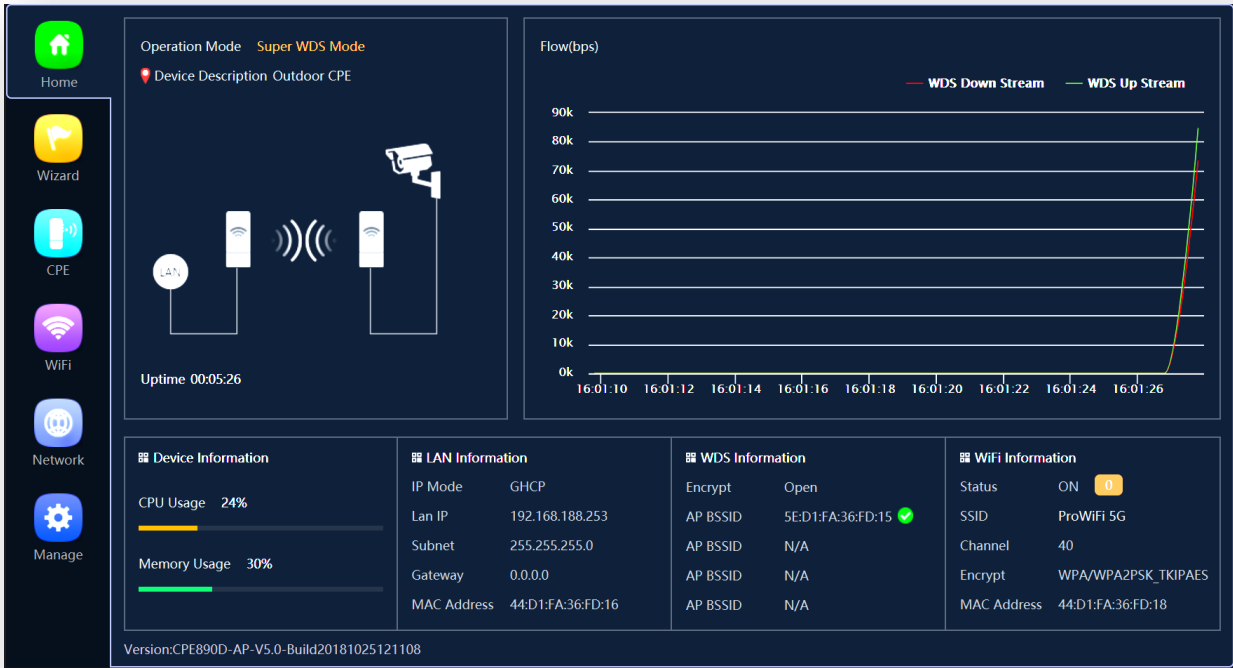 Home
Wizard
CPE
WiFi
Network
Manage
Operation Mode Super WDS Mode
Device Description Outdoor CPE
LAN
Uptime 00:05:26
Flow(bps)
WDS Down Stream WDS Up Stream
90k
80k
70k
60k
50k
40k
30k
20k
10k
0k
16:01:10 16:01:12 16:01:14 16:01:16 16:01:18 16:01:20 16:01:22 16:01:24 16:01:26
Device Information
CPU Usage 24%
Memory Usage 30%
LAN Information
IP Mode GHCP
Lan IP 192.168.188.253
Subnet 255.255.255.0
Gateway 0.0.0.0
MAC Address 44:D1:FA:36:FD:16
WDS Information
Encrypt Open
AP BSSID 5E:D1:FA:36:FD:15
AP BSSID N/A
AP BSSID N/A
AP BSSID N/A
WiFi Information
Status ON 0
SSID ProWiFi 5G
Channel 40
Encrypt WPA/WPA2PSK_TKIPAES
MAC Address 44:D1:FA:36:FD:18
Version:CPE890D-AP-V5.0-Build20181025121108